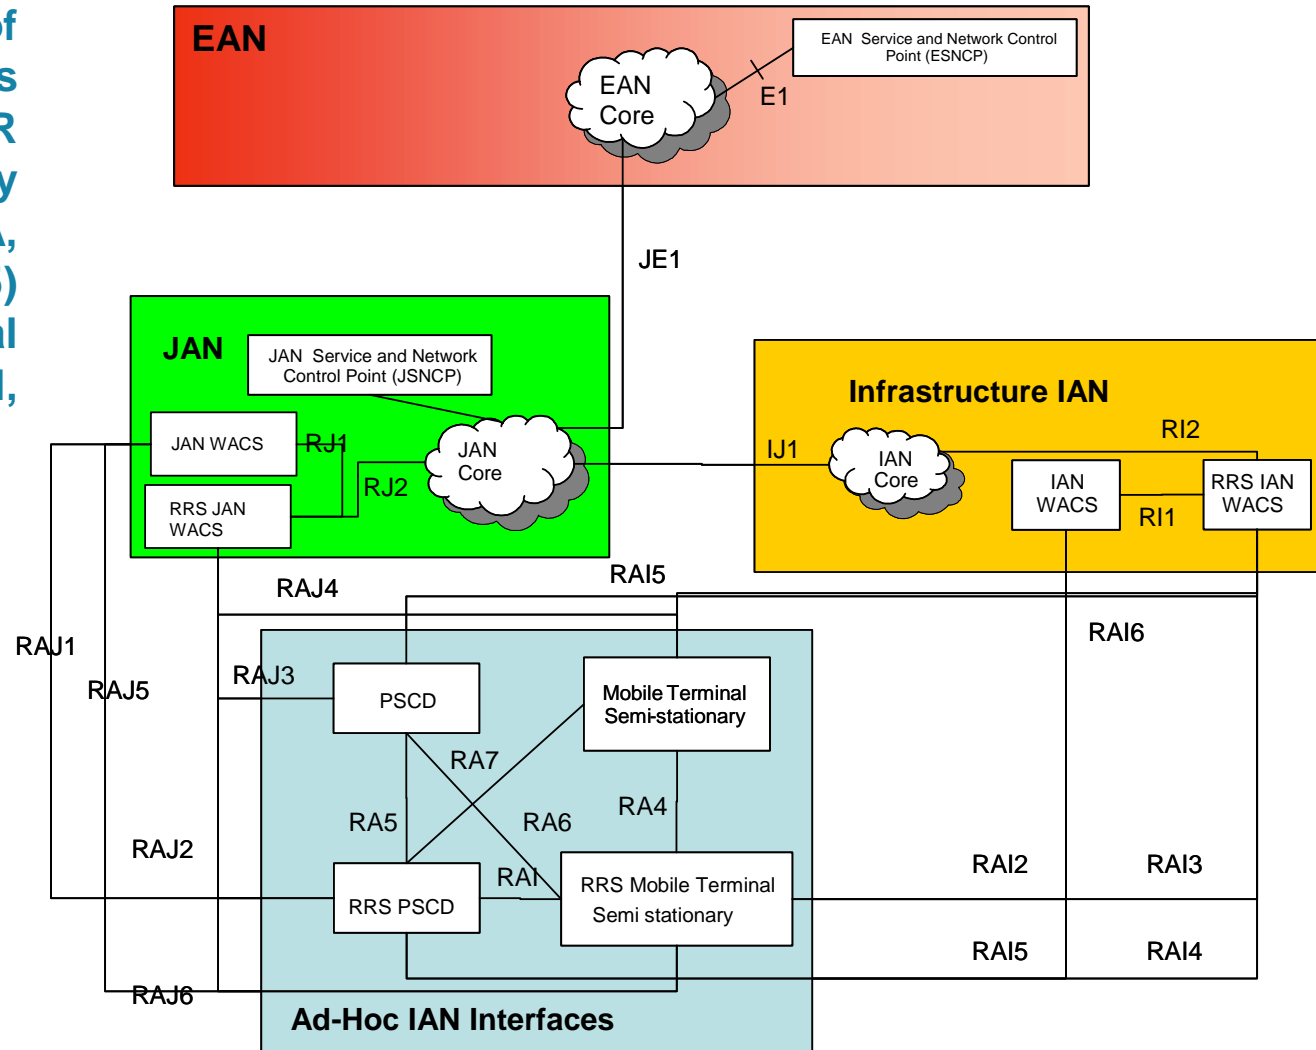 of
s
R
y
A,
)
al
l,
EAN
EAN Service and Network Control
Point (ESNCP)
EAN
Core
E1
JE1
JAN
JAN Service and Network
Control Point (JSNCP)
JAN WACS
RJ1
RJ2
JAN
Core
RRS JAN
WACS
Infrastructure IAN
IJ1
IAN
Core
RI2
IAN
WACS
RI1
RRS IAN
WACS
RAJ4
RAI5
RAJ1
RAJ5
RAJ3
RAI6
PSCD
Mobile Terminal
Semi-stationary
RA7
RA5
RA6
RA4
RAJ2
RAI
RAI2
RAI3
RRS PSCD
RRS Mobile Terminal
Semi stationary
RAI5
RAI4
RAJ6
Ad-Hoc IAN Interfaces